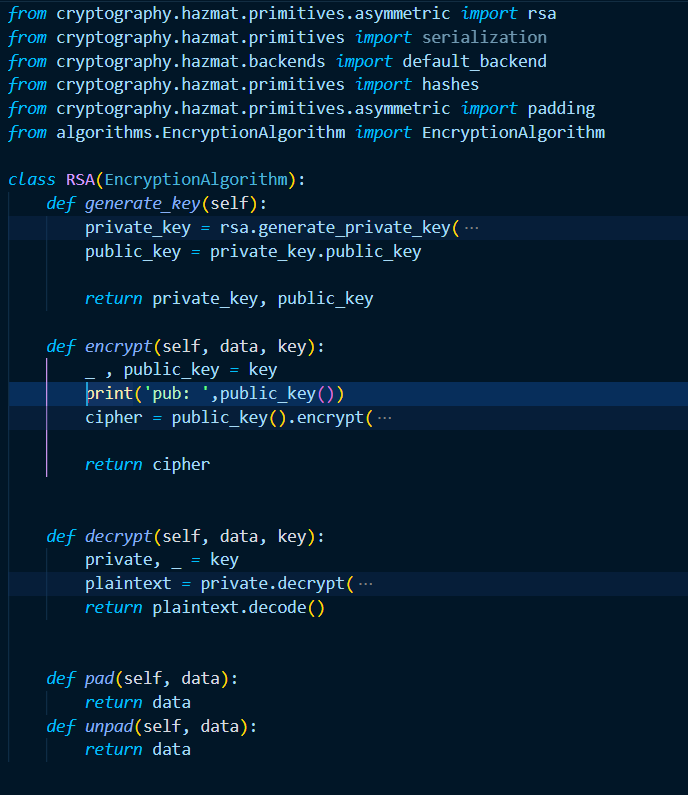 from cryptography.hazmat.primitives.asymmetric import rsa
from cryptography.hazmat.primitives import serialization
from cryptography.hazmat.backends import default_backend
from cryptography.hazmat.primitives import hashes
from cryptography.hazmat.primitives.asymmetric import padding
from algorithms.EncryptionAlgorithm import EncryptionAlgorithm
class RSA(EncryptionAlgorithm):
def generate_key(self):
private_key = rsa.generate_private_key( ⋯
public_key = private_key.public_key
return private_key, public_key
def encrypt(self, data, key):
_ , public_key = key
print('pub: ',public_key())
cipher = public_key().encrypt( ⋯
return cipher
def decrypt(self, data, key):
private, _ = key
plaintext = private.decrypt( ⋯
return plaintext.decode()
def pad(self, data):
return data
def unpad(self, data):
return data